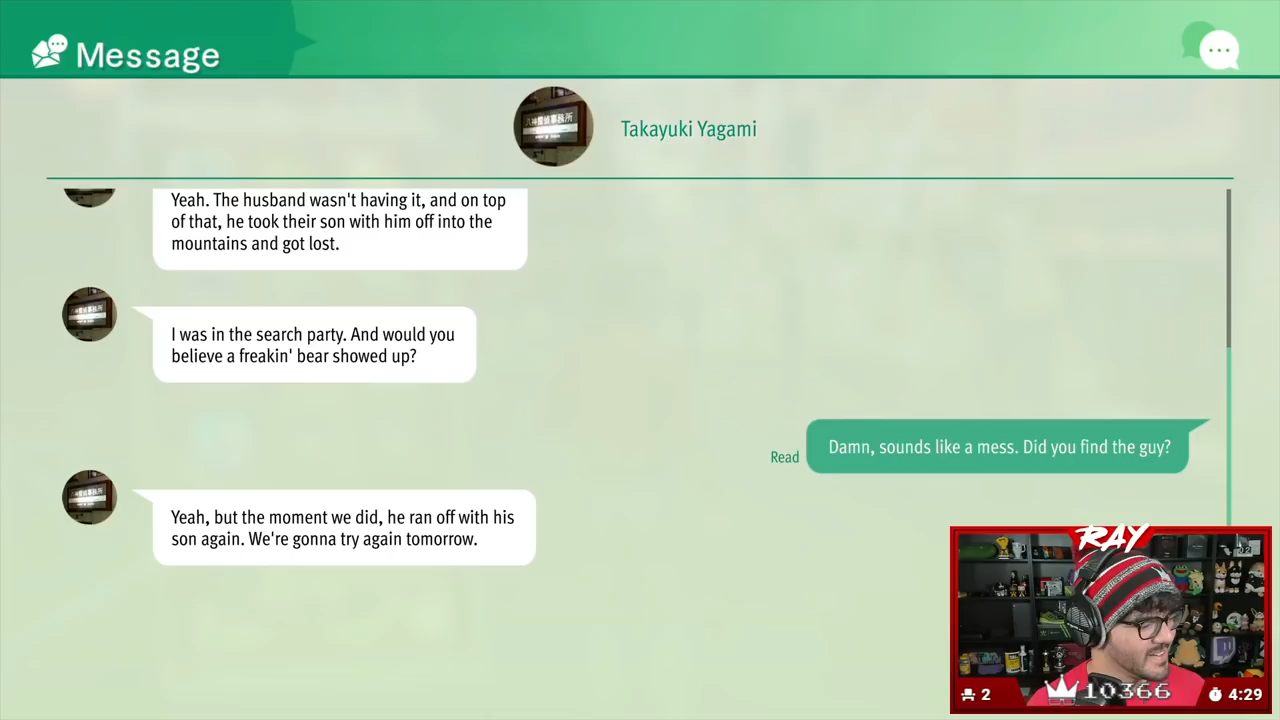 Message
Takayuki Yagami
Yeah. The husband wasn't having it, and on top
of that, he took their son with him off into the
mountains and got lost.
I was in the search party. And would you
believe a freakin' bear showed up?
Damn, sounds like a mess. Did you find the guy?
Read
Yeah, but the moment we did, he ran off with his
son again. We're gonna try again tomorrow.
RAY
2
10366
4:29